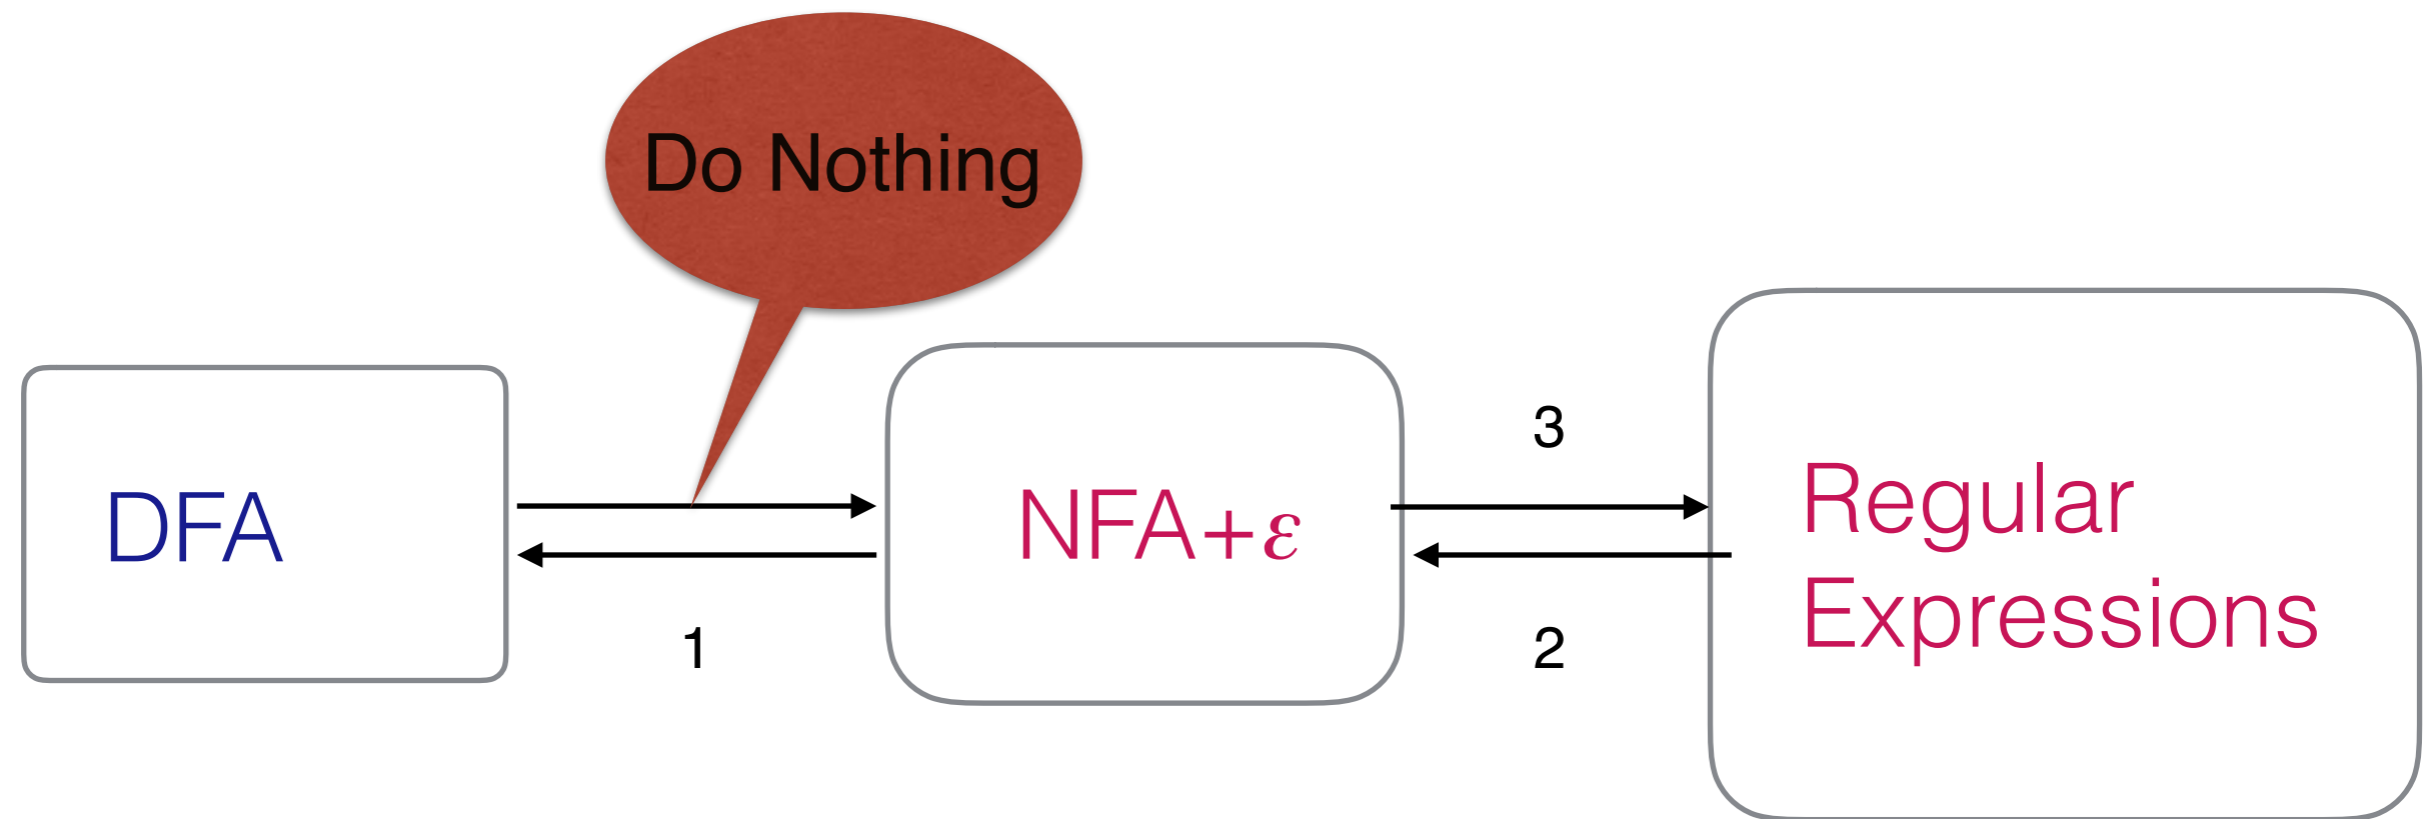 Do Nothing
DFA
1
NFA+ε
3
2
Regular
Expressions